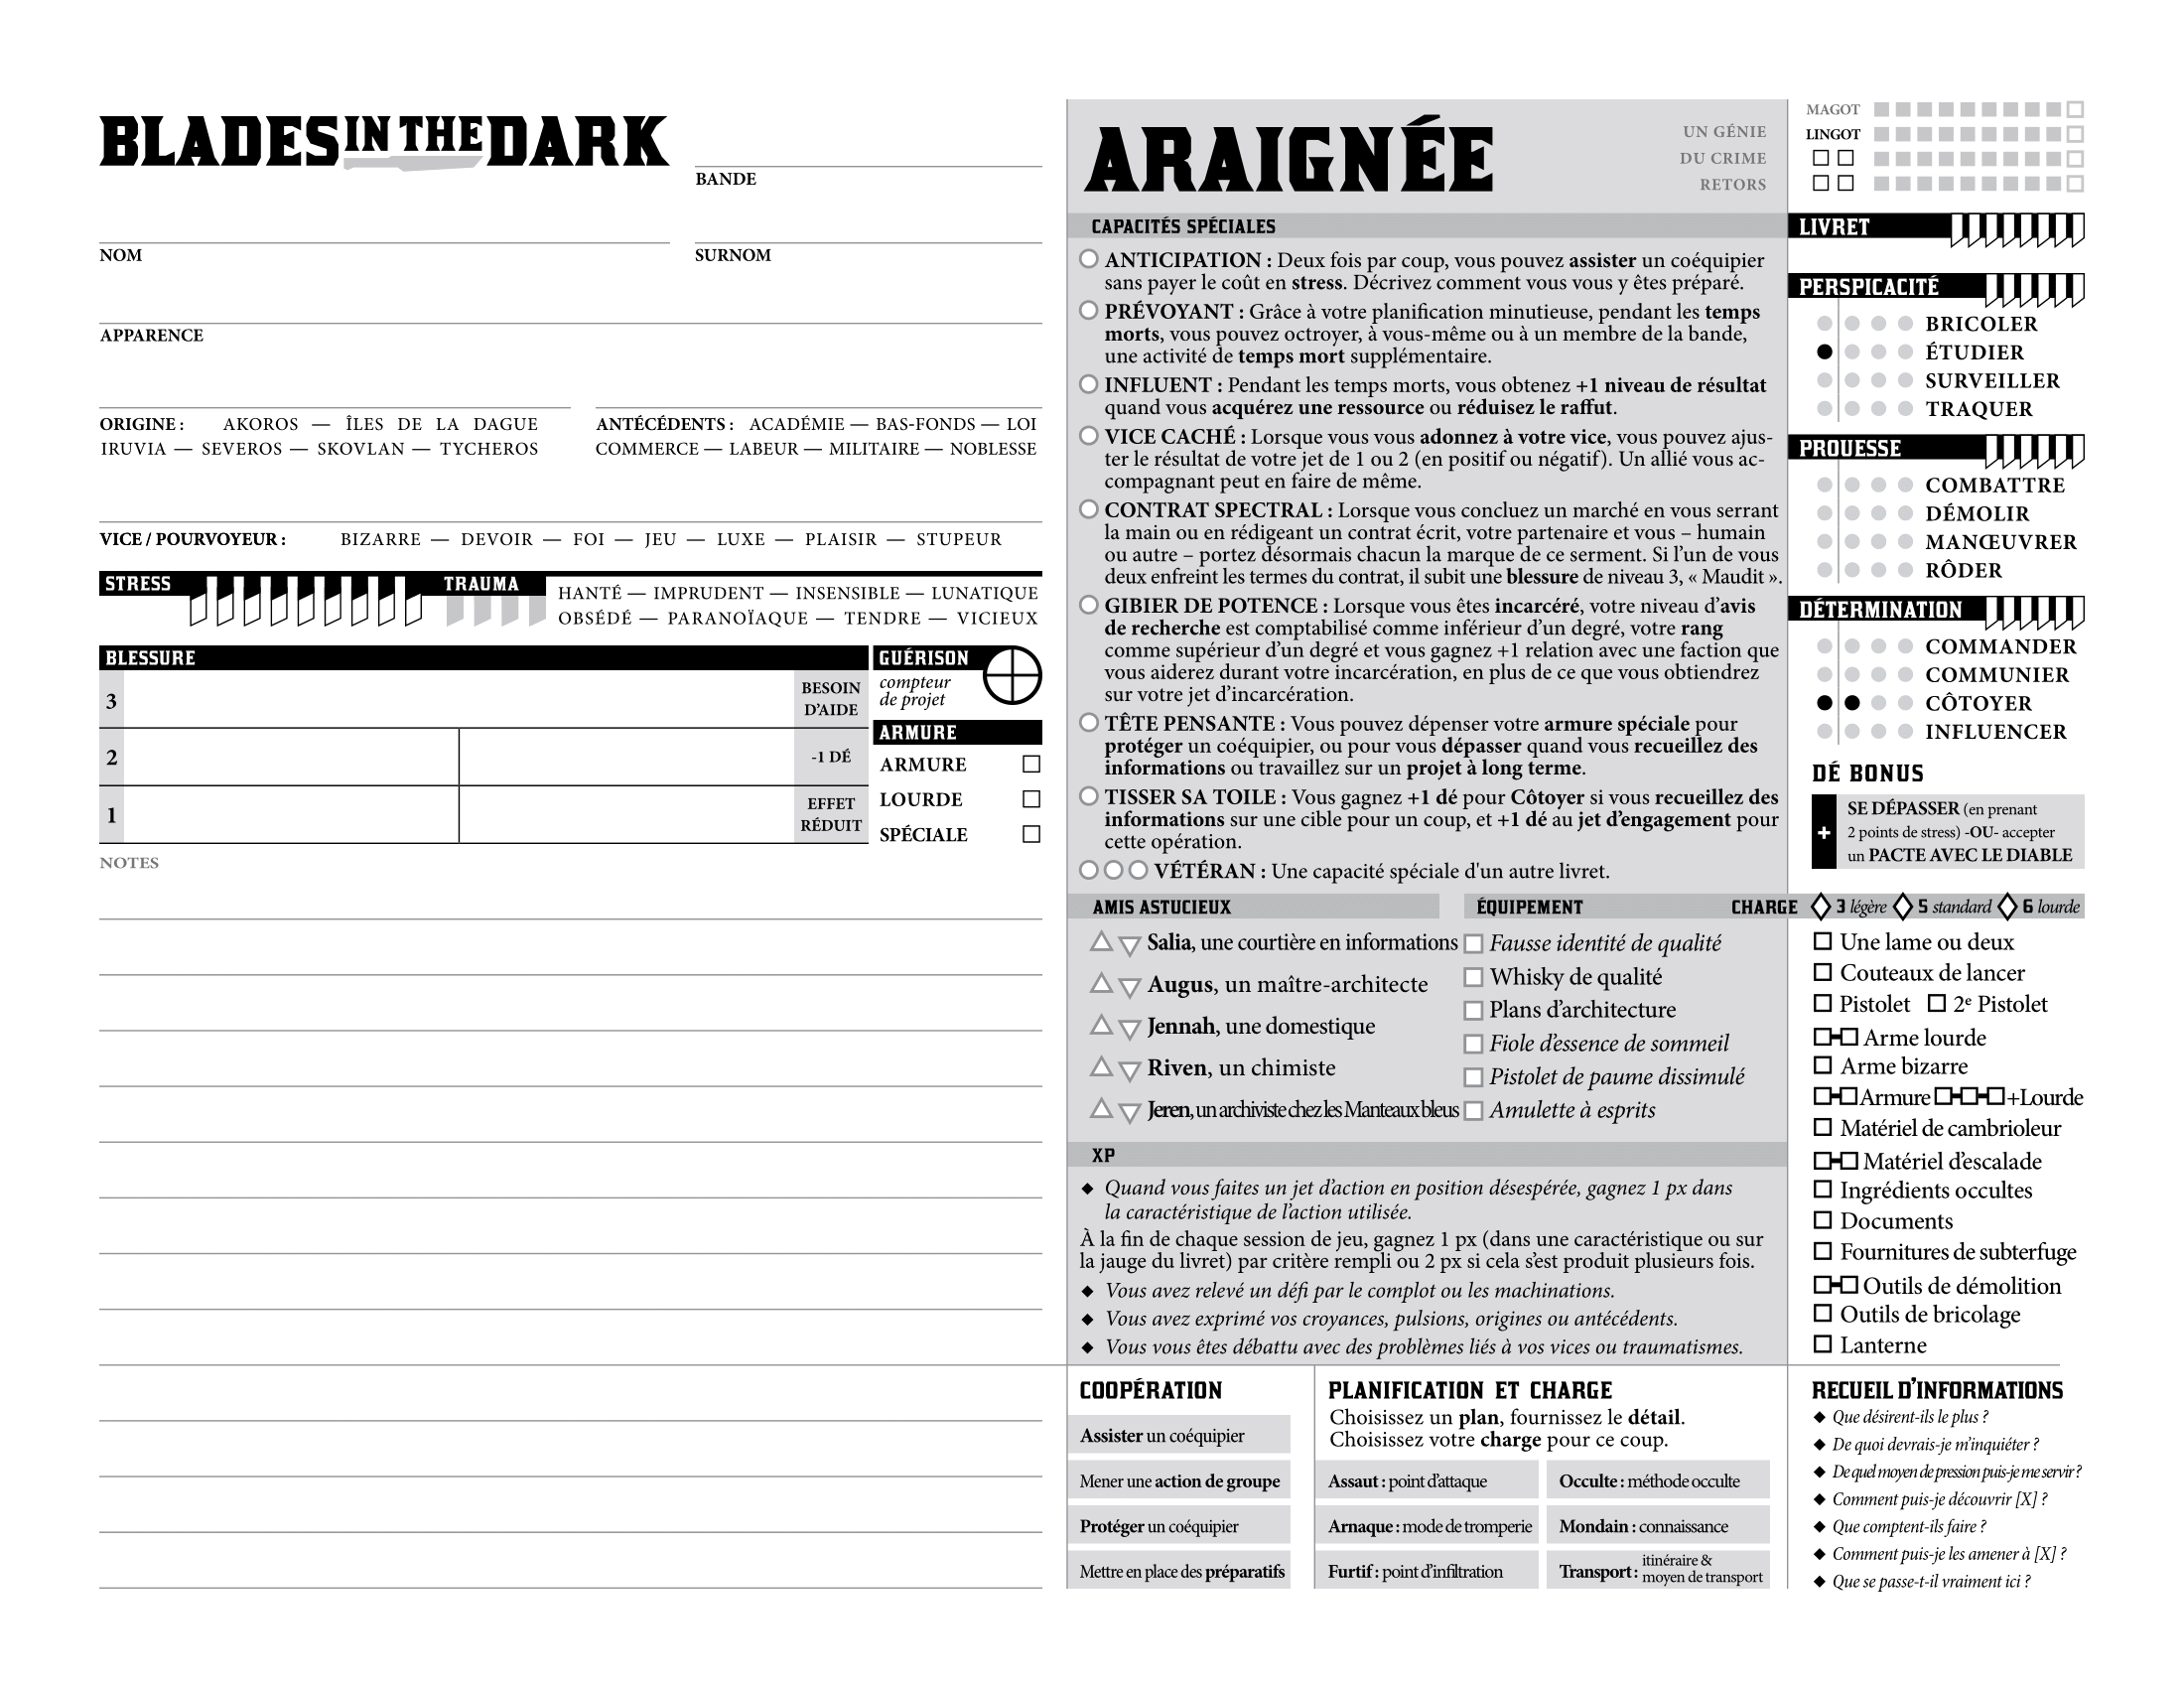 BLADES IN THE DARK
BANDE
NOM
SURNOM
APPARENCE
ORIGINE : AKOROS — ÎLES DE LA DAGUE
IRUVIA — SEVEROS — SKOVLAN — TYCHEROS
ANTÉCÉDENTS : ACADÉMIE — BAS-FONDS — LOI
COMMERCE — LABEUR — MILITAIRE — NOBLESSE
VICE / POURVOYEUR : BIZARRE — DEVOIR — FOI — JEU — LUXE — PLAISIR — STUPEUR
STRESS
TRAUMA
HANTÉ — IMPRUDENT — INSENSIBLE — LUNATIQUE
OBSÉDÉ — PARANOÏAQUE — TENDRE — VICIEUX
BLESSURE
3
BESOIN
D'AIDE
2
-1 DÉ
1
EFFET
RÉDUIT
GUÉRISON
compteur
de projet
ARMURE
ARMURE
LOURDE
SPÉCIALE
NOTES
ARAIGNÉE
UN GÉNIE
DU CRIME
RETORS
CAPACITÉS SPÉCIALES
ANTICIPATION : Deux fois par coup, vous pouvez assister un coéquipier
sans payer le coût en stress. Décrivez comment vous vous y êtes préparé.
PRÉVOYANT : Grâce à votre planification minutieuse, pendant les temps
morts, vous pouvez octroyer, à vous-même ou à un membre de la bande,
une activité de temps mort supplémentaire.
INFLUENT : Pendant les temps morts, vous obtenez +1 niveau de résultat
quand vous acquérez une ressource ou réduisez le raffut.
VICE CACHÉ : Lorsque vous vous adonnez à votre vice, vous pouvez ajus-
ter le résultat de votre jet de 1 ou 2 (en positif ou négatif). Un allié vous ac-
compagnant peut en faire de même.
CONTRAT SPECTRAL : Lorsque vous concluez un marché en vous serrant
la main ou en rédigeant un contrat écrit, votre partenaire et vous – humain
ou autre – portez désormais chacun la marque de ce serment. Si l'un de vous
deux enfreint les termes du contrat, il subit une blessure de niveau 3, « Maudit ».
GIBIER DE POTENCE : Lorsque vous êtes incarcéré, votre niveau d'avis
de recherche est comptabilisé comme inférieur d'un degré, votre rang
comme supérieur d'un degré et vous gagnez +1 relation avec une faction que
vous aiderez durant votre incarcération, en plus de ce que vous obtiendrez
sur votre jet d'incarcération.
TÊTE PENSANTE : Vous pouvez dépenser votre armure spéciale pour
protéger un coéquipier, ou pour vous dépasser quand vous recueillez des
informations ou travaillez sur un projet à long terme.
TISSER SA TOILE : Vous gagnez +1 dé pour Côtoyer si vous recueillez des
informations sur une cible pour un coup, et +1 dé au jet d'engagement pour
cette opération.
VÉTÉRAN : Une capacité spéciale d'un autre livret.
AMIS ASTUCIEUX
Salia, une courtière en informations
Augus, un maître-architecte
Jennah, une domestique
Riven, un chimiste
Jeren, un archiviste chez les Manteaux bleus
ÉQUIPEMENT
Fausse identité de qualité
Whisky de qualité
Plans d'architecture
Fiole d'essence de sommeil
Pistolet de paume dissimulé
Amulette à esprits
XP
◆ Quand vous faites un jet d'action en position désespérée, gagnez 1 px dans
la caractéristique de l'action utilisée.
À la fin de chaque session de jeu, gagnez 1 px (dans une caractéristique ou sur
la jauge du livret) par critère rempli ou 2 px si cela s'est produit plusieurs fois.
◆ Vous avez relevé un défi par le complot ou les machinations.
◆ Vous avez exprimé vos croyances, pulsions, origines ou antécédents.
◆ Vous vous êtes débattu avec des problèmes liés à vos vices ou traumatismes.
COOPÉRATION
Assister un coéquipier
Mener une action de groupe
Protéger un coéquipier
Mettre en place des préparatifs
PLANIFICATION ET CHARGE
Choisissez un plan, fournissez le détail.
Choisissez votre charge pour ce coup.
Assaut : point d'attaque
Occulte : méthode occulte
Arnaque : mode de tromperie
Mondain : connaissance
Furtif : point d'infiltration
Transport : itinéraire &
moyen de transport
MAGOT
LINGOT
LIVRET
PERSPICACITÉ
BRICOLER
ÉTUDIER
SURVEILLER
TRAQUER
PROUESSE
COMBATTRE
DÉMOLIR
MANŒUVRER
RÔDER
DÉTERMINATION
COMMANDER
COMMUNIER
CÔTOYER
INFLUENCER
DÉ BONUS
+
SE DÉPASSER (en prenant
2 points de stress) -OU- accepter
un PACTE AVEC LE DIABLE
CHARGE 3 légère 5 standard 6 lourde
Une lame ou deux
Couteaux de lancer
Pistolet 2e Pistolet
Arme lourde
Arme bizarre
Armure +Lourde
Matériel de cambrioleur
Matériel d'escalade
Ingrédients occultes
Documents
Fournitures de subterfuge
Outils de démolition
Outils de bricolage
Lanterne
RECUEIL D'INFORMATIONS
◆ Que désirent-ils le plus ?
◆ De quoi devrais-je m'inquiéter ?
◆ De quel moyen de pression puis-je me servir ?
◆ Comment puis-je découvrir [X] ?
◆ Que comptent-ils faire ?
◆ Comment puis-je les amener à [X] ?
◆ Que se passe-t-il vraiment ici ?